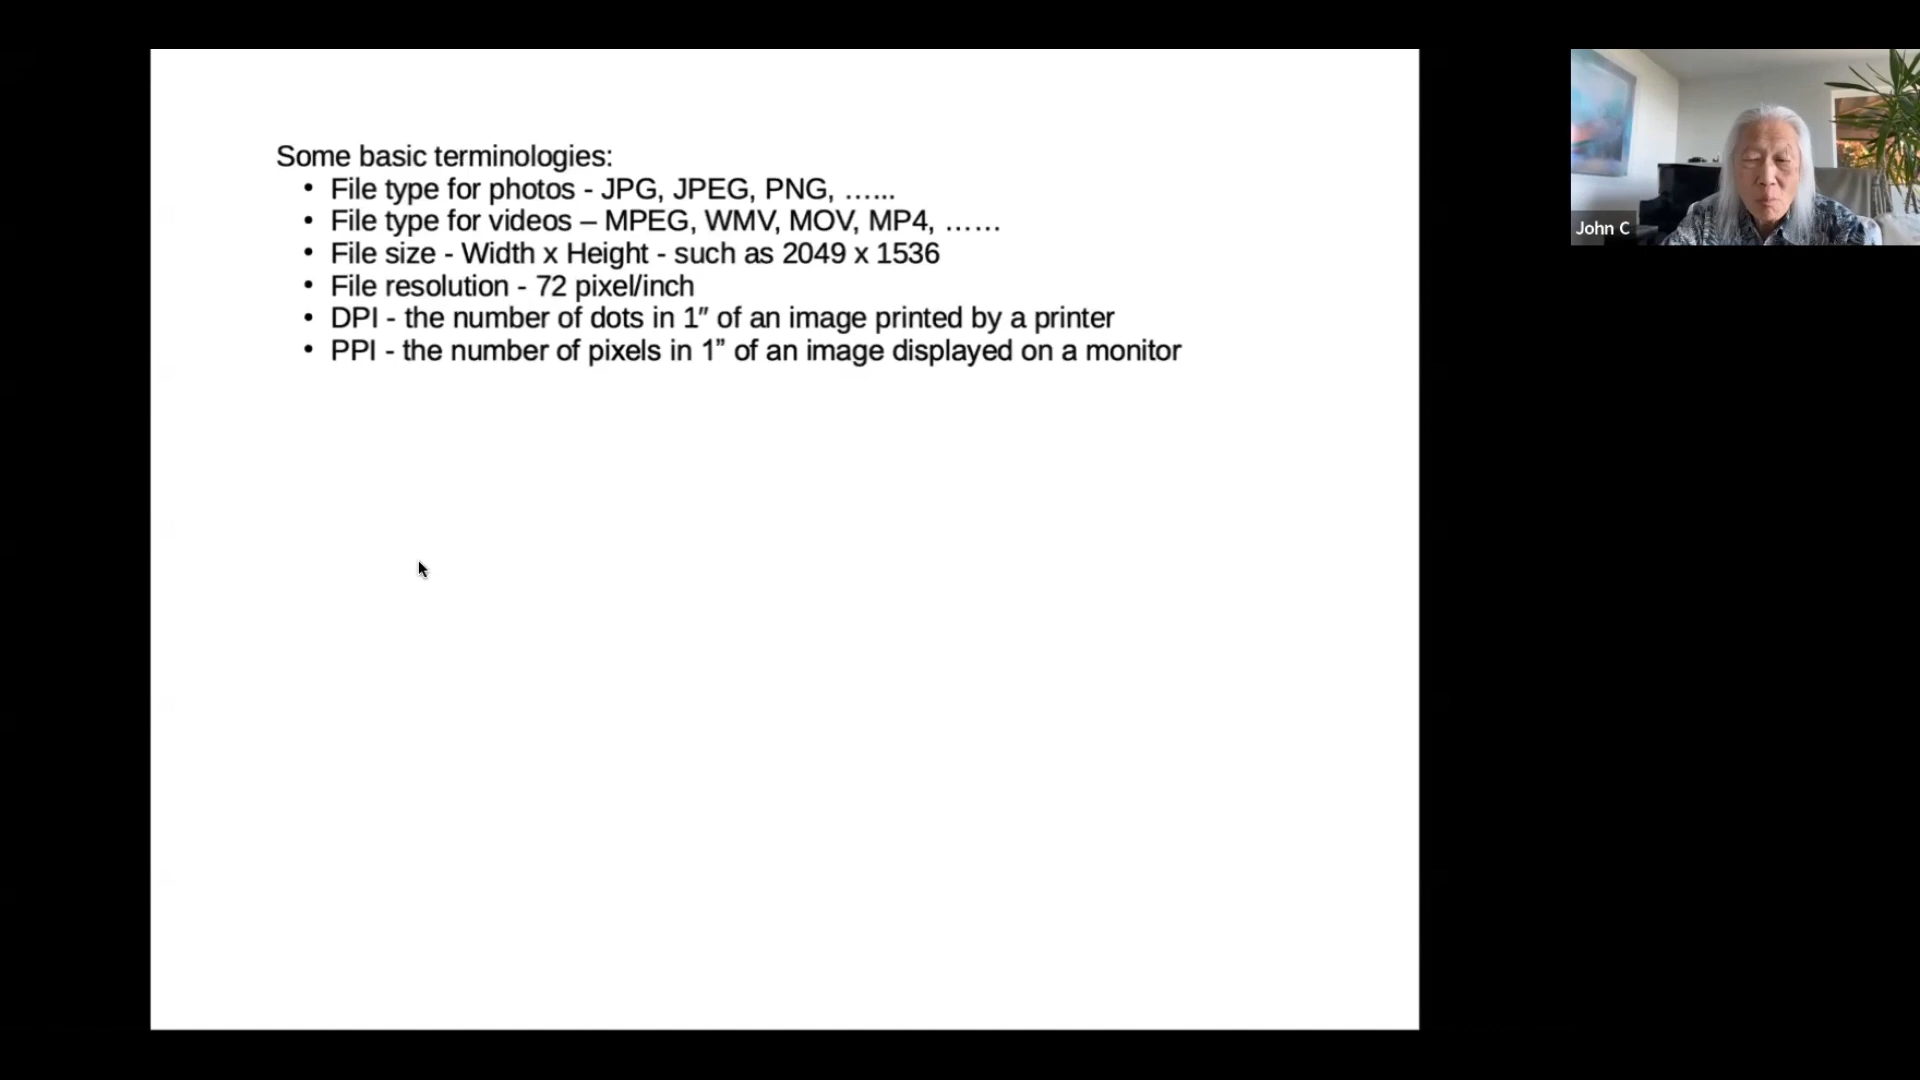 Some basic terminologies:
• File type for photos - JPG, JPEG, PNG, …...
• File type for videos – MPEG, WMV, MOV, MP4, ……
• File size - Width x Height - such as 2049 x 1536
• File resolution - 72 pixel/inch
• DPI - the number of dots in 1″ of an image printed by a printer
• PPI - the number of pixels in 1” of an image displayed on a monitor
John C